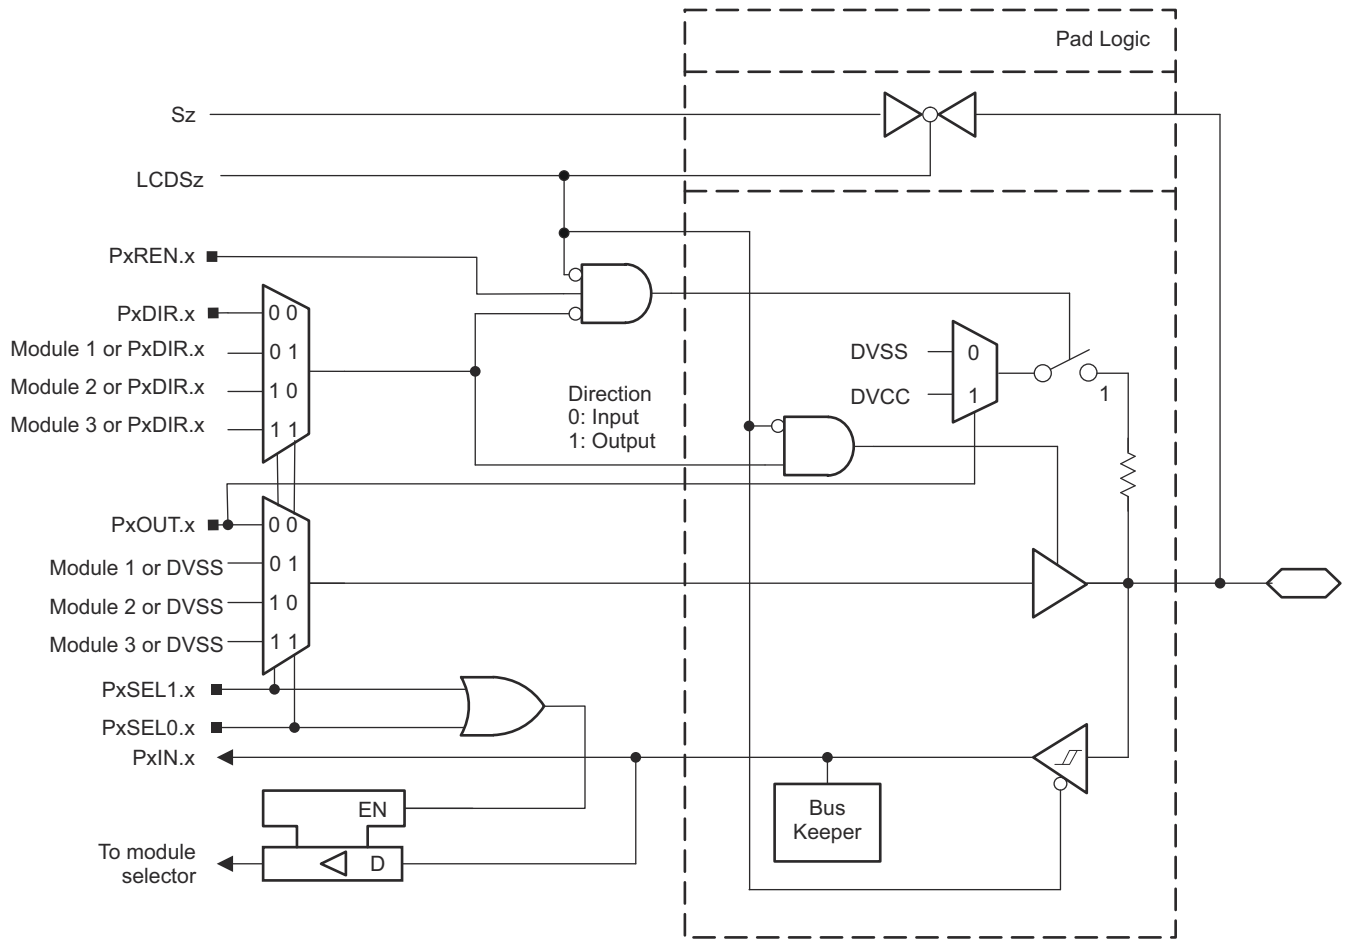 Pad Logic
Sz
LCDSz
PxREN.x
PxDIR.x
0 0
Module 1 or PxDIR.x
0 1
Module 2 or PxDIR.x
1 0
Module 3 or PxDIR.x
1 1
Direction
0: Input
1: Output
DVSS
0
DVCC
1
1
PxOUT.x
0 0
Module 1 or DVSS
0 1
Module 2 or DVSS
1 0
Module 3 or DVSS
1 1
PxSEL1.x
PxSEL0.x
PxIN.x
Bus
Keeper
EN
D
To module
selector